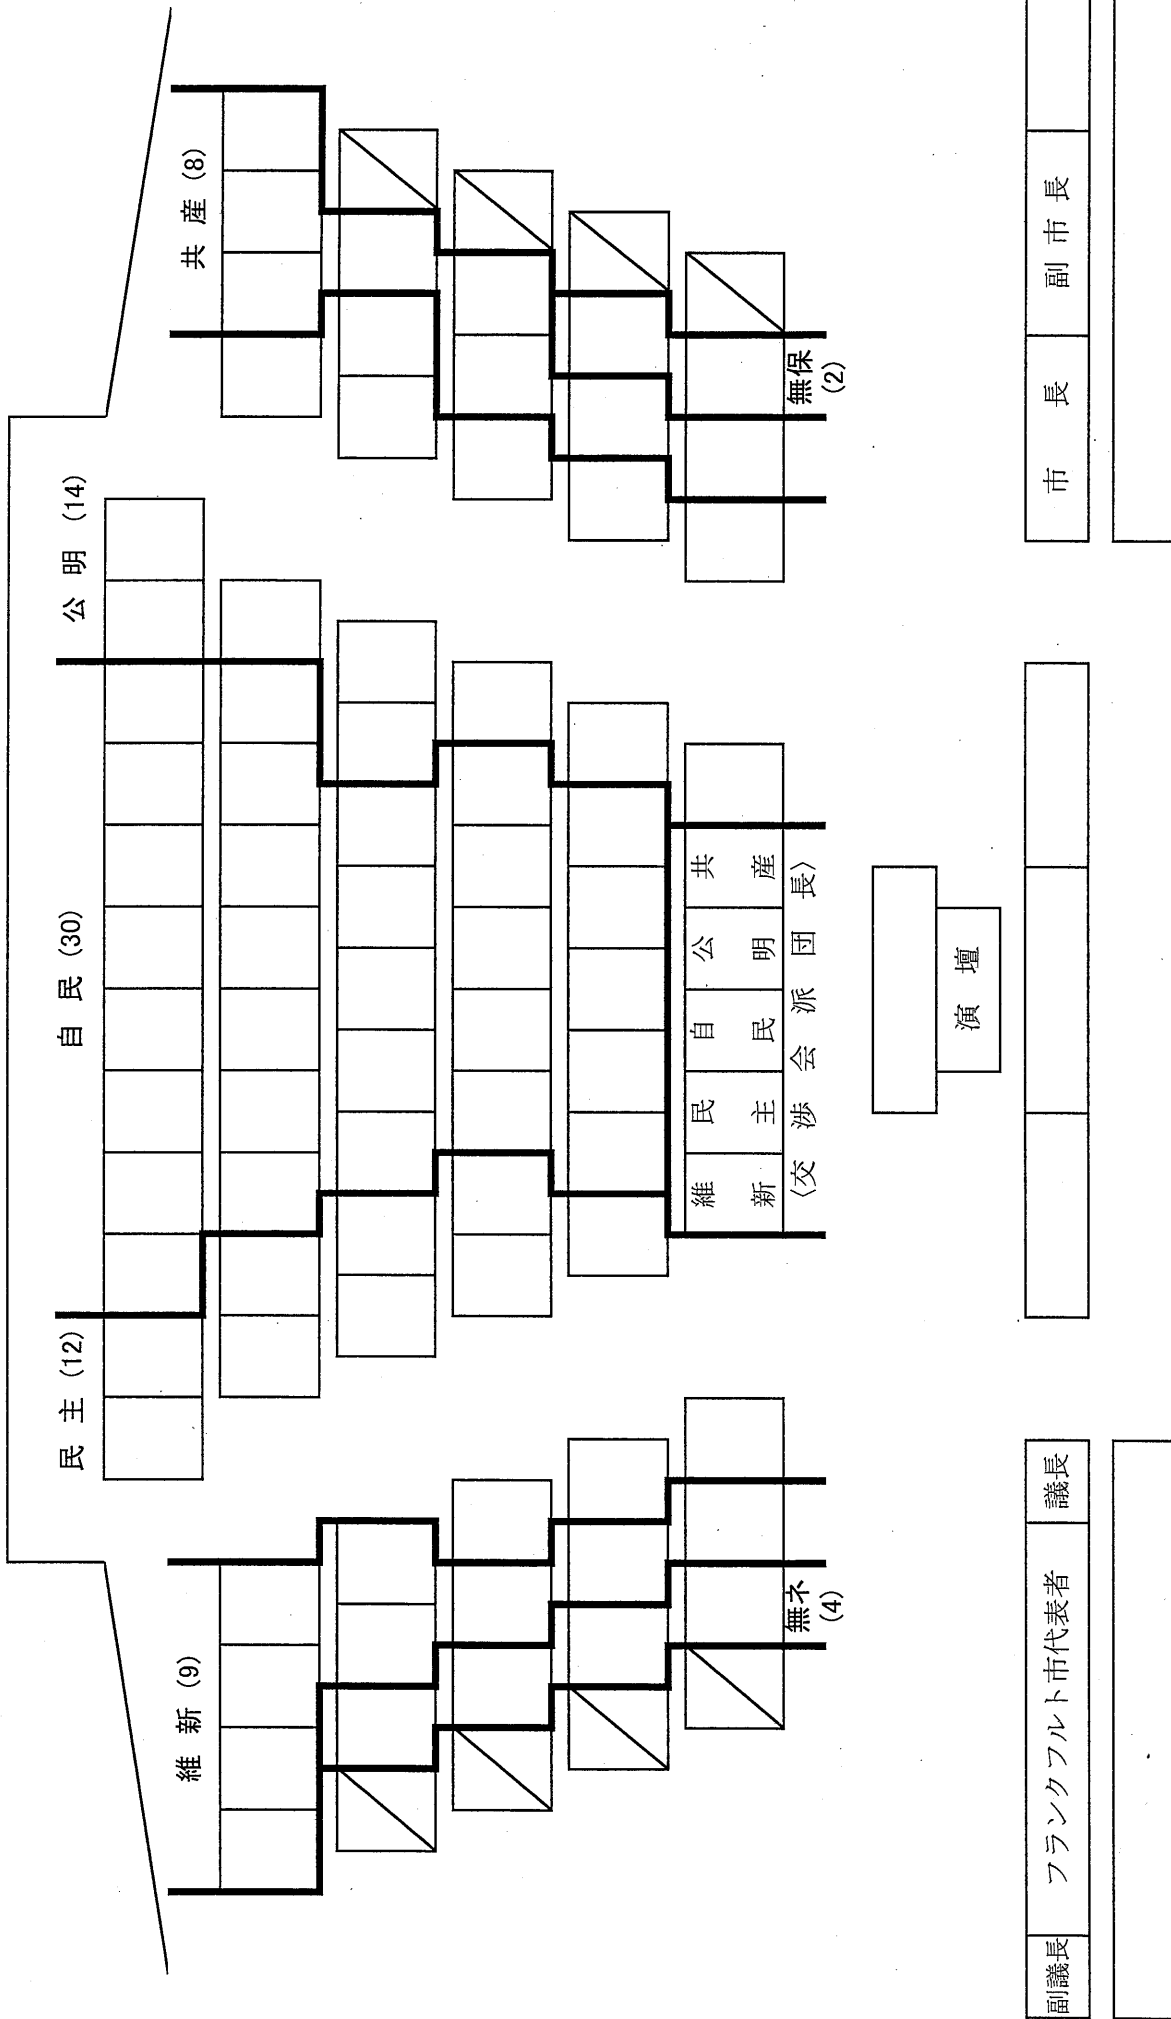 自 民 (30)
民 主 (12)
公 明 (14)
維 新 (9)
共 産 (8)
維新
民主
自民
公明
共産
〈交 渉 会 派 団 長〉
無ネ
(4)
無保
(2)
演 壇
副議長
フランクフルト市代表者
議長
市 長
副 市 長